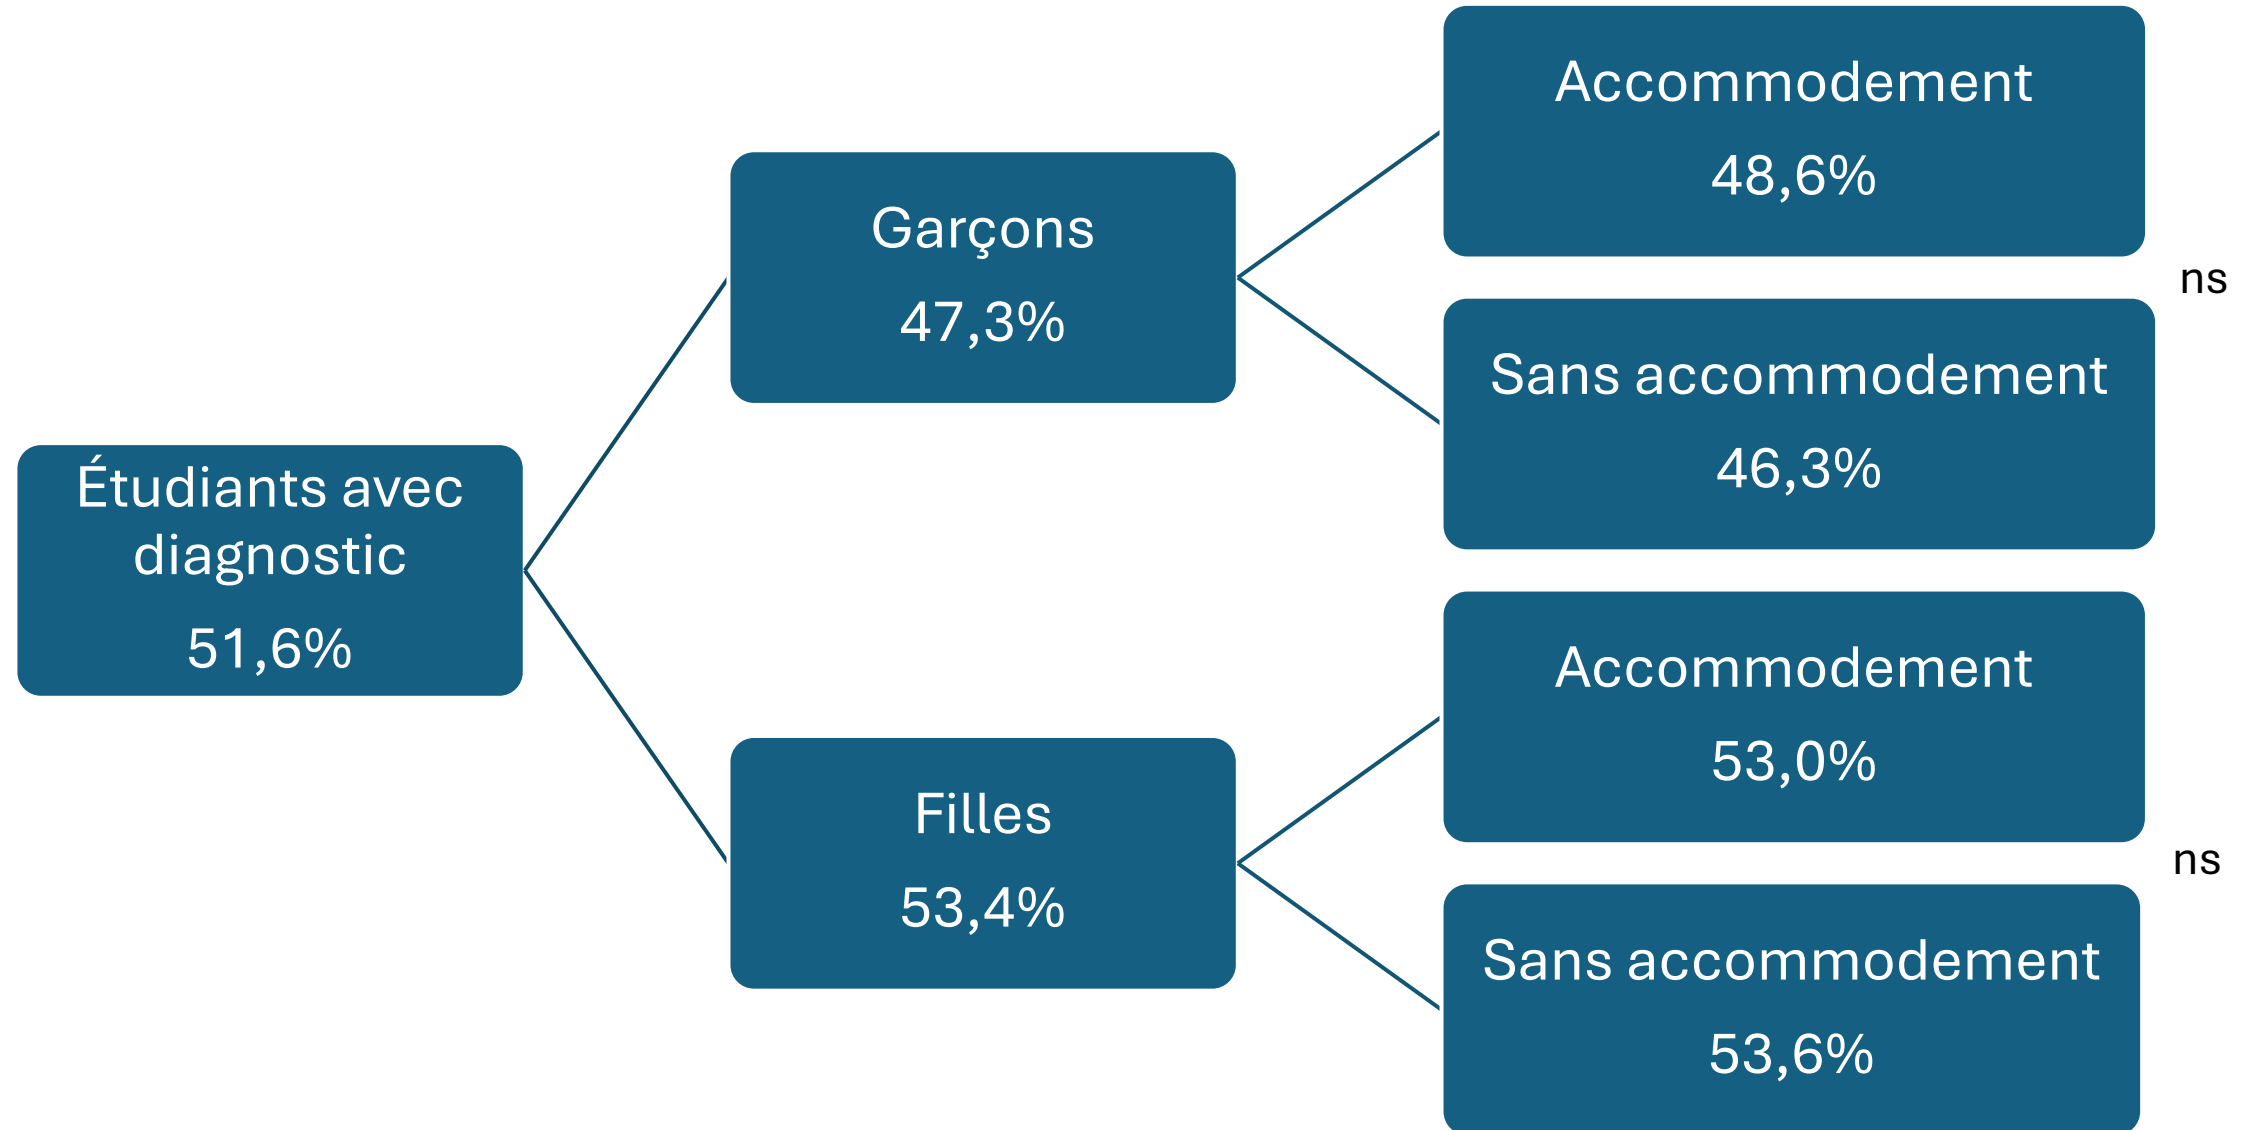 Étudiants avec
diagnostic
51,6%
Garçons
47,3%
Accommodement
48,6%
ns
Sans accommodement
46,3%
Filles
53,4%
Accommodement
53,0%
ns
Sans accommodement
53,6%